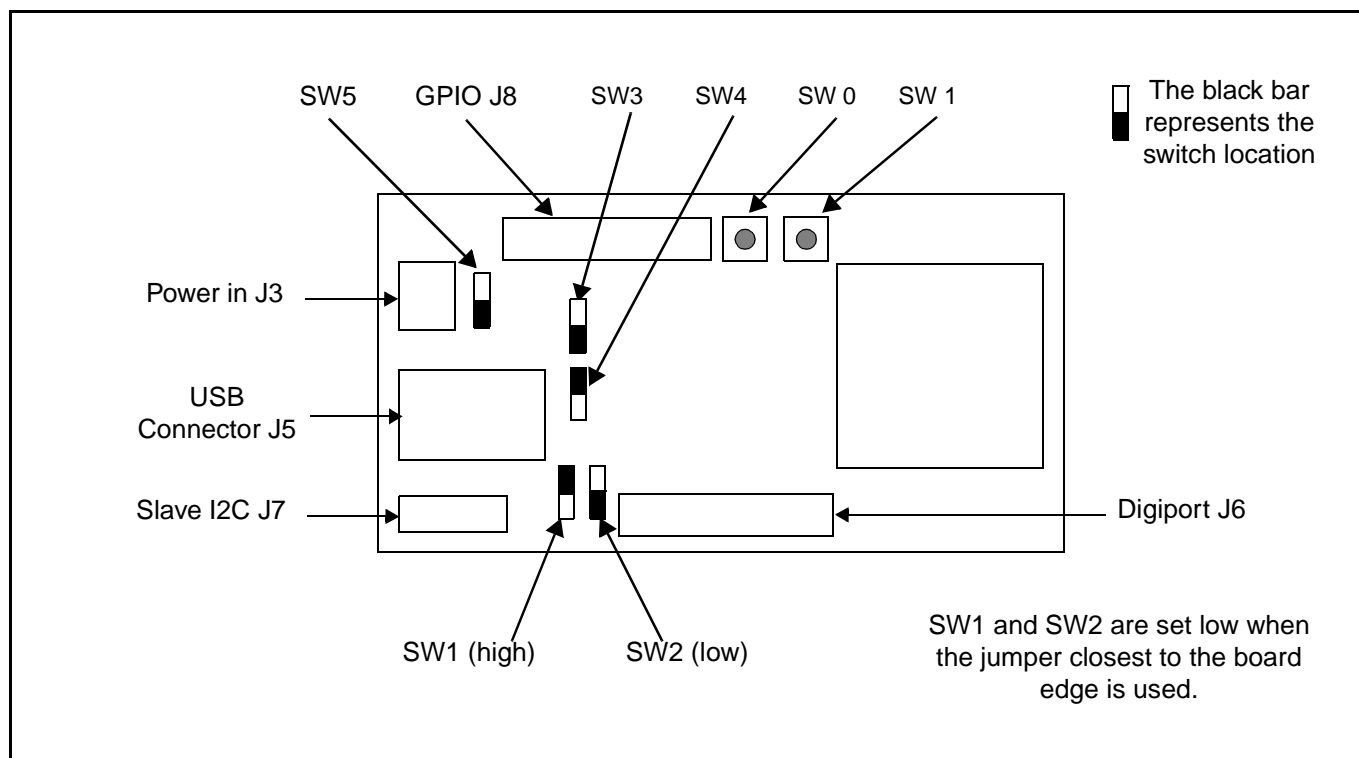 SW5
GPIO J8
SW3
SW4
SW 0
SW 1
The black bar
represents the
switch location
Power in J3
USB
Connector J5
Slave I2C J7
Digiport J6
SW1 (high)
SW2 (low)
SW1 and SW2 are set low when
the jumper closest to the board
edge is used.